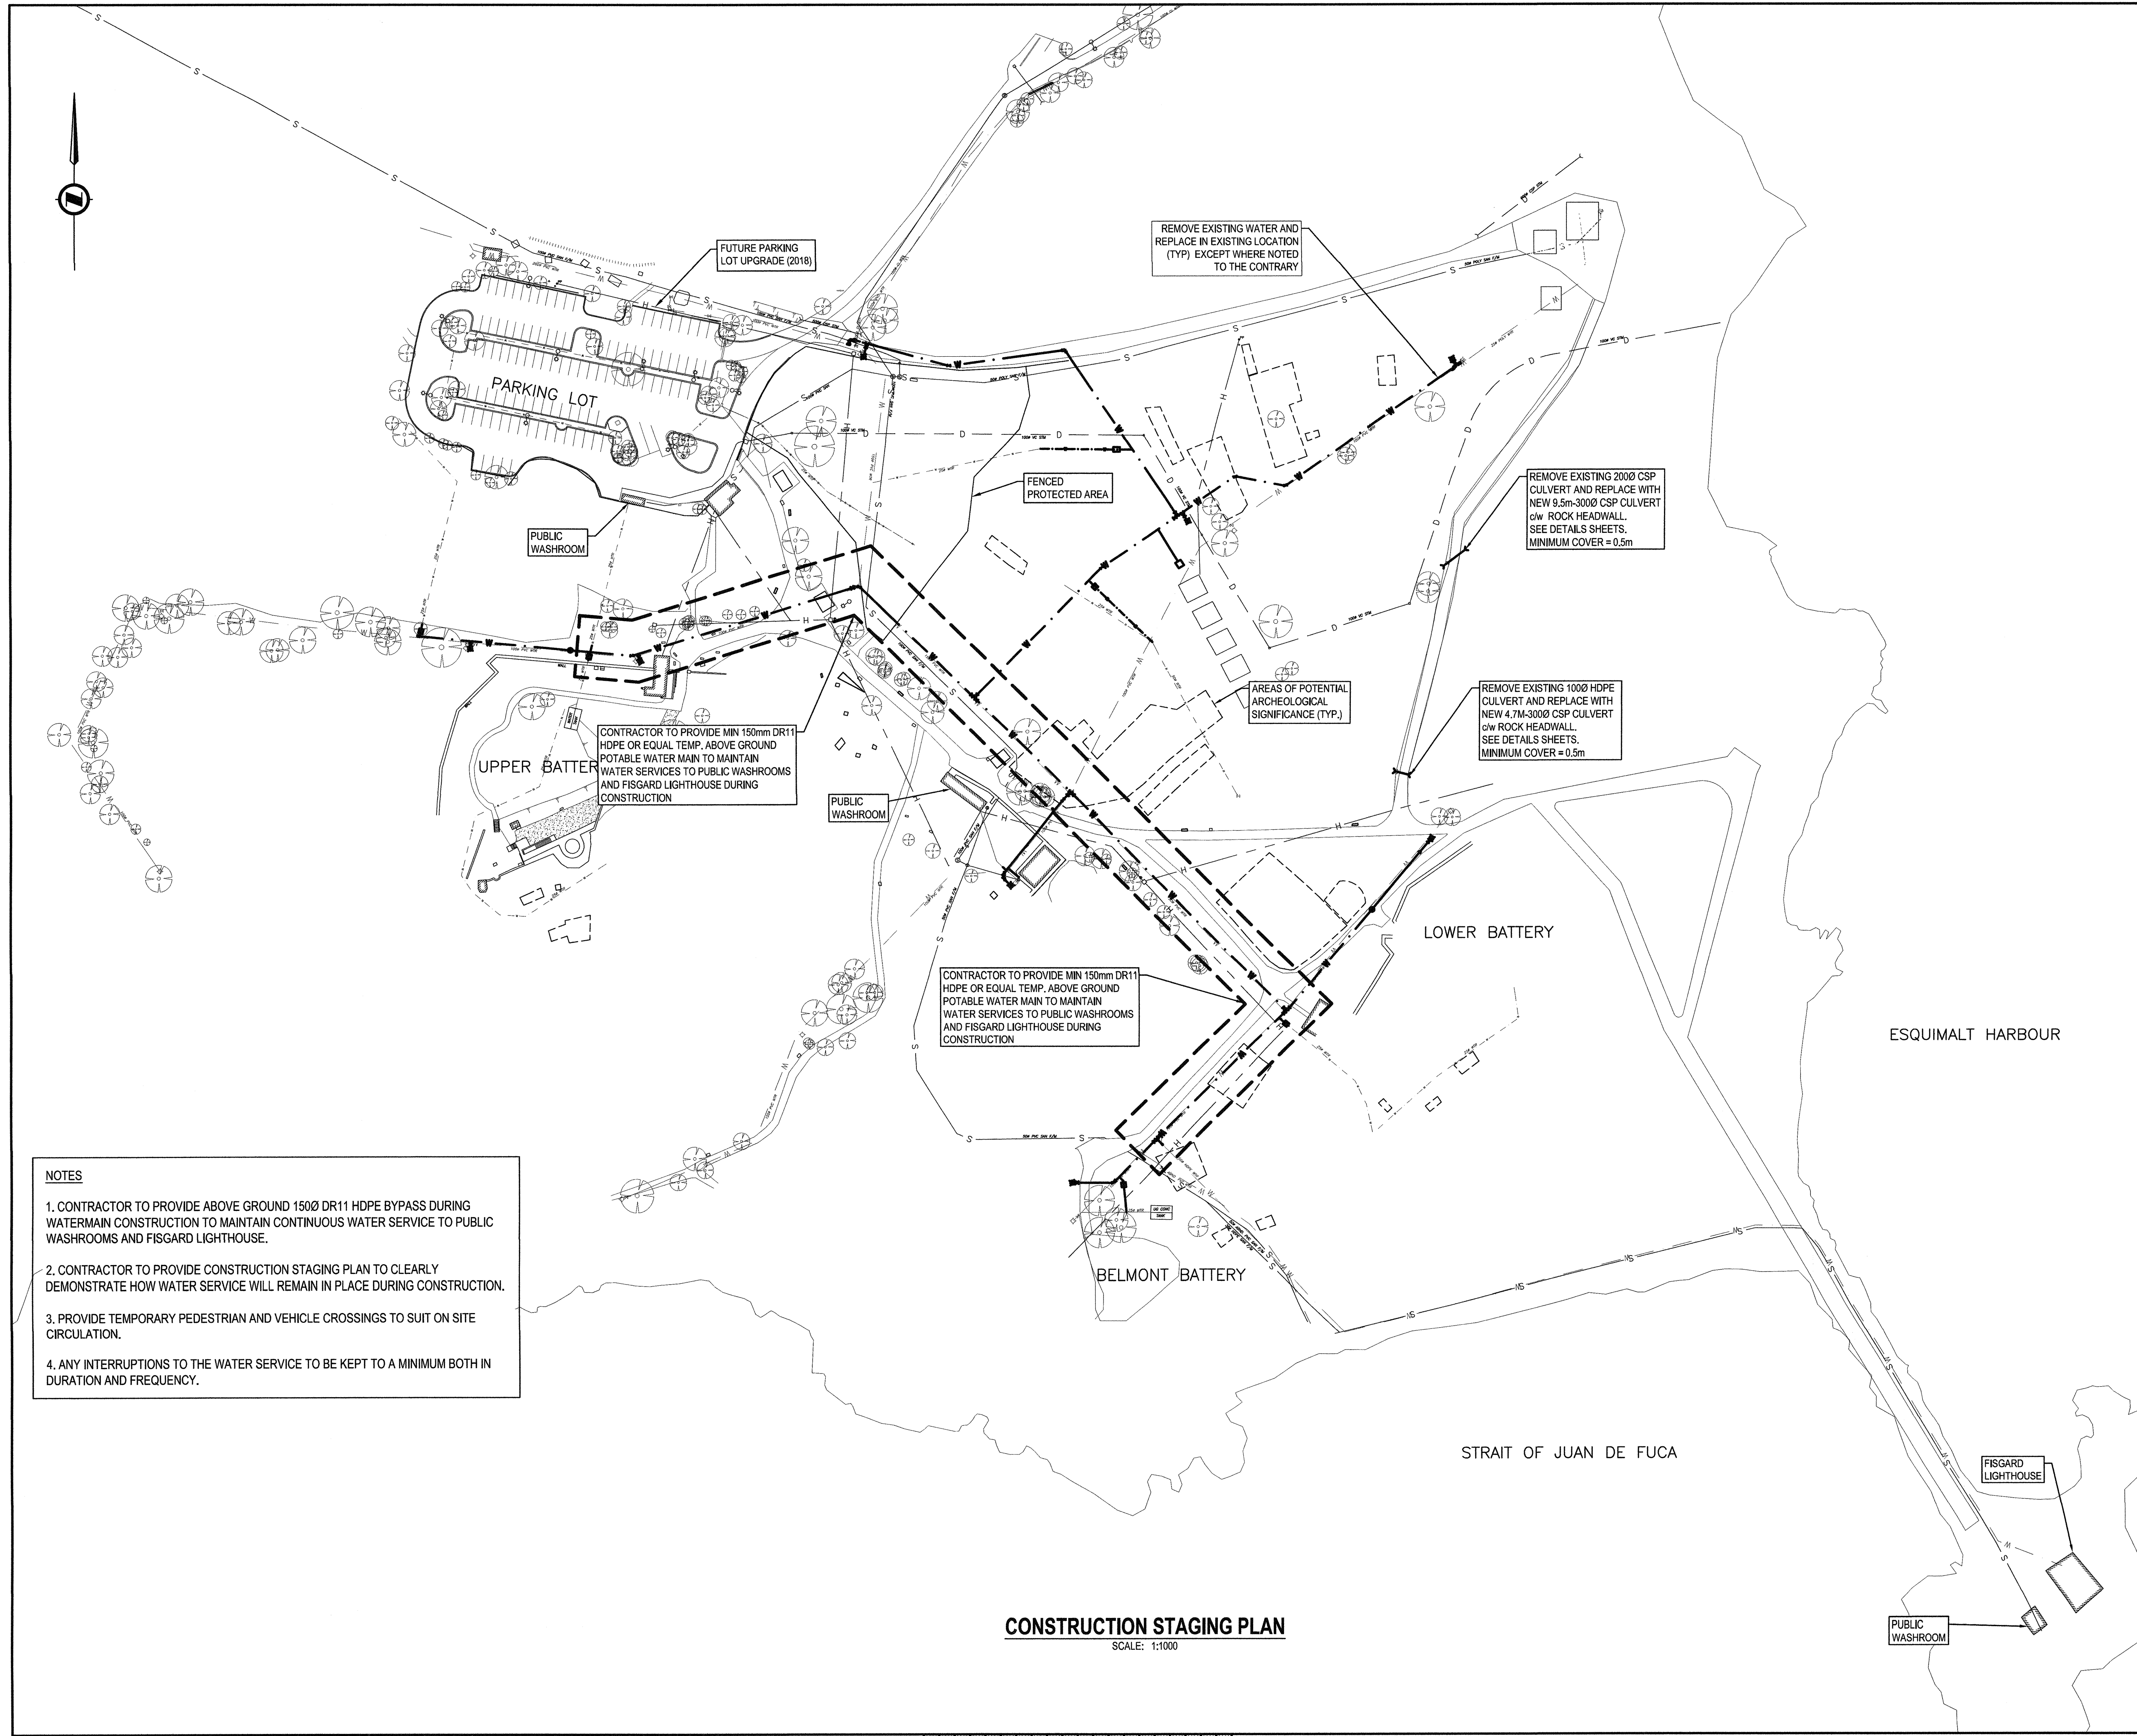 FUTURE PARKING
LOT UPGRADE (2018)
REMOVE EXISTING WATER AND
REPLACE IN EXISTING LOCATION
(TYP) EXCEPT WHERE NOTED
TO THE CONTRARY
PARKING LOT
FENCED
PROTECTED AREA
REMOVE EXISTING 200Ø CSP
CULVERT AND REPLACE WITH
NEW 9.5m-300Ø CSP CULVERT
c/w ROCK HEADWALL.
SEE DETAILS SHEETS.
MINIMUM COVER = 0.5m
PUBLIC
WASHROOM
AREAS OF POTENTIAL
ARCHEOLOGICAL
SIGNIFICANCE (TYP.)
REMOVE EXISTING 100Ø HDPE
CULVERT AND REPLACE WITH
NEW 4.7M-300Ø CSP CULVERT
c/w ROCK HEADWALL.
SEE DETAILS SHEETS.
MINIMUM COVER = 0.5m
CONTRACTOR TO PROVIDE MIN 150mm DR11
HDPE OR EQUAL TEMP. ABOVE GROUND
POTABLE WATER MAIN TO MAINTAIN
WATER SERVICES TO PUBLIC WASHROOMS
AND FISGARD LIGHTHOUSE DURING
CONSTRUCTION
UPPER BATTER
PUBLIC
WASHROOM
LOWER BATTERY
CONTRACTOR TO PROVIDE MIN 150mm DR11
HDPE OR EQUAL TEMP. ABOVE GROUND
POTABLE WATER MAIN TO MAINTAIN
WATER SERVICES TO PUBLIC WASHROOMS
AND FISGARD LIGHTHOUSE DURING
CONSTRUCTION
ESQUIMALT HARBOUR
NOTES
1. CONTRACTOR TO PROVIDE ABOVE GROUND 150Ø DR11 HDPE BYPASS DURING
WATERMAIN CONSTRUCTION TO MAINTAIN CONTINUOUS WATER SERVICE TO PUBLIC
WASHROOMS AND FISGARD LIGHTHOUSE.
2. CONTRACTOR TO PROVIDE CONSTRUCTION STAGING PLAN TO CLEARLY
DEMONSTRATE HOW WATER SERVICE WILL REMAIN IN PLACE DURING CONSTRUCTION.
3. PROVIDE TEMPORARY PEDESTRIAN AND VEHICLE CROSSINGS TO SUIT ON SITE
CIRCULATION.
4. ANY INTERRUPTIONS TO THE WATER SERVICE TO BE KEPT TO A MINIMUM BOTH IN
DURATION AND FREQUENCY.
BELMONT BATTERY
STRAIT OF JUAN DE FUCA
FISGARD
LIGHTHOUSE
PUBLIC
WASHROOM
CONSTRUCTION STAGING PLAN
SCALE: 1:1000